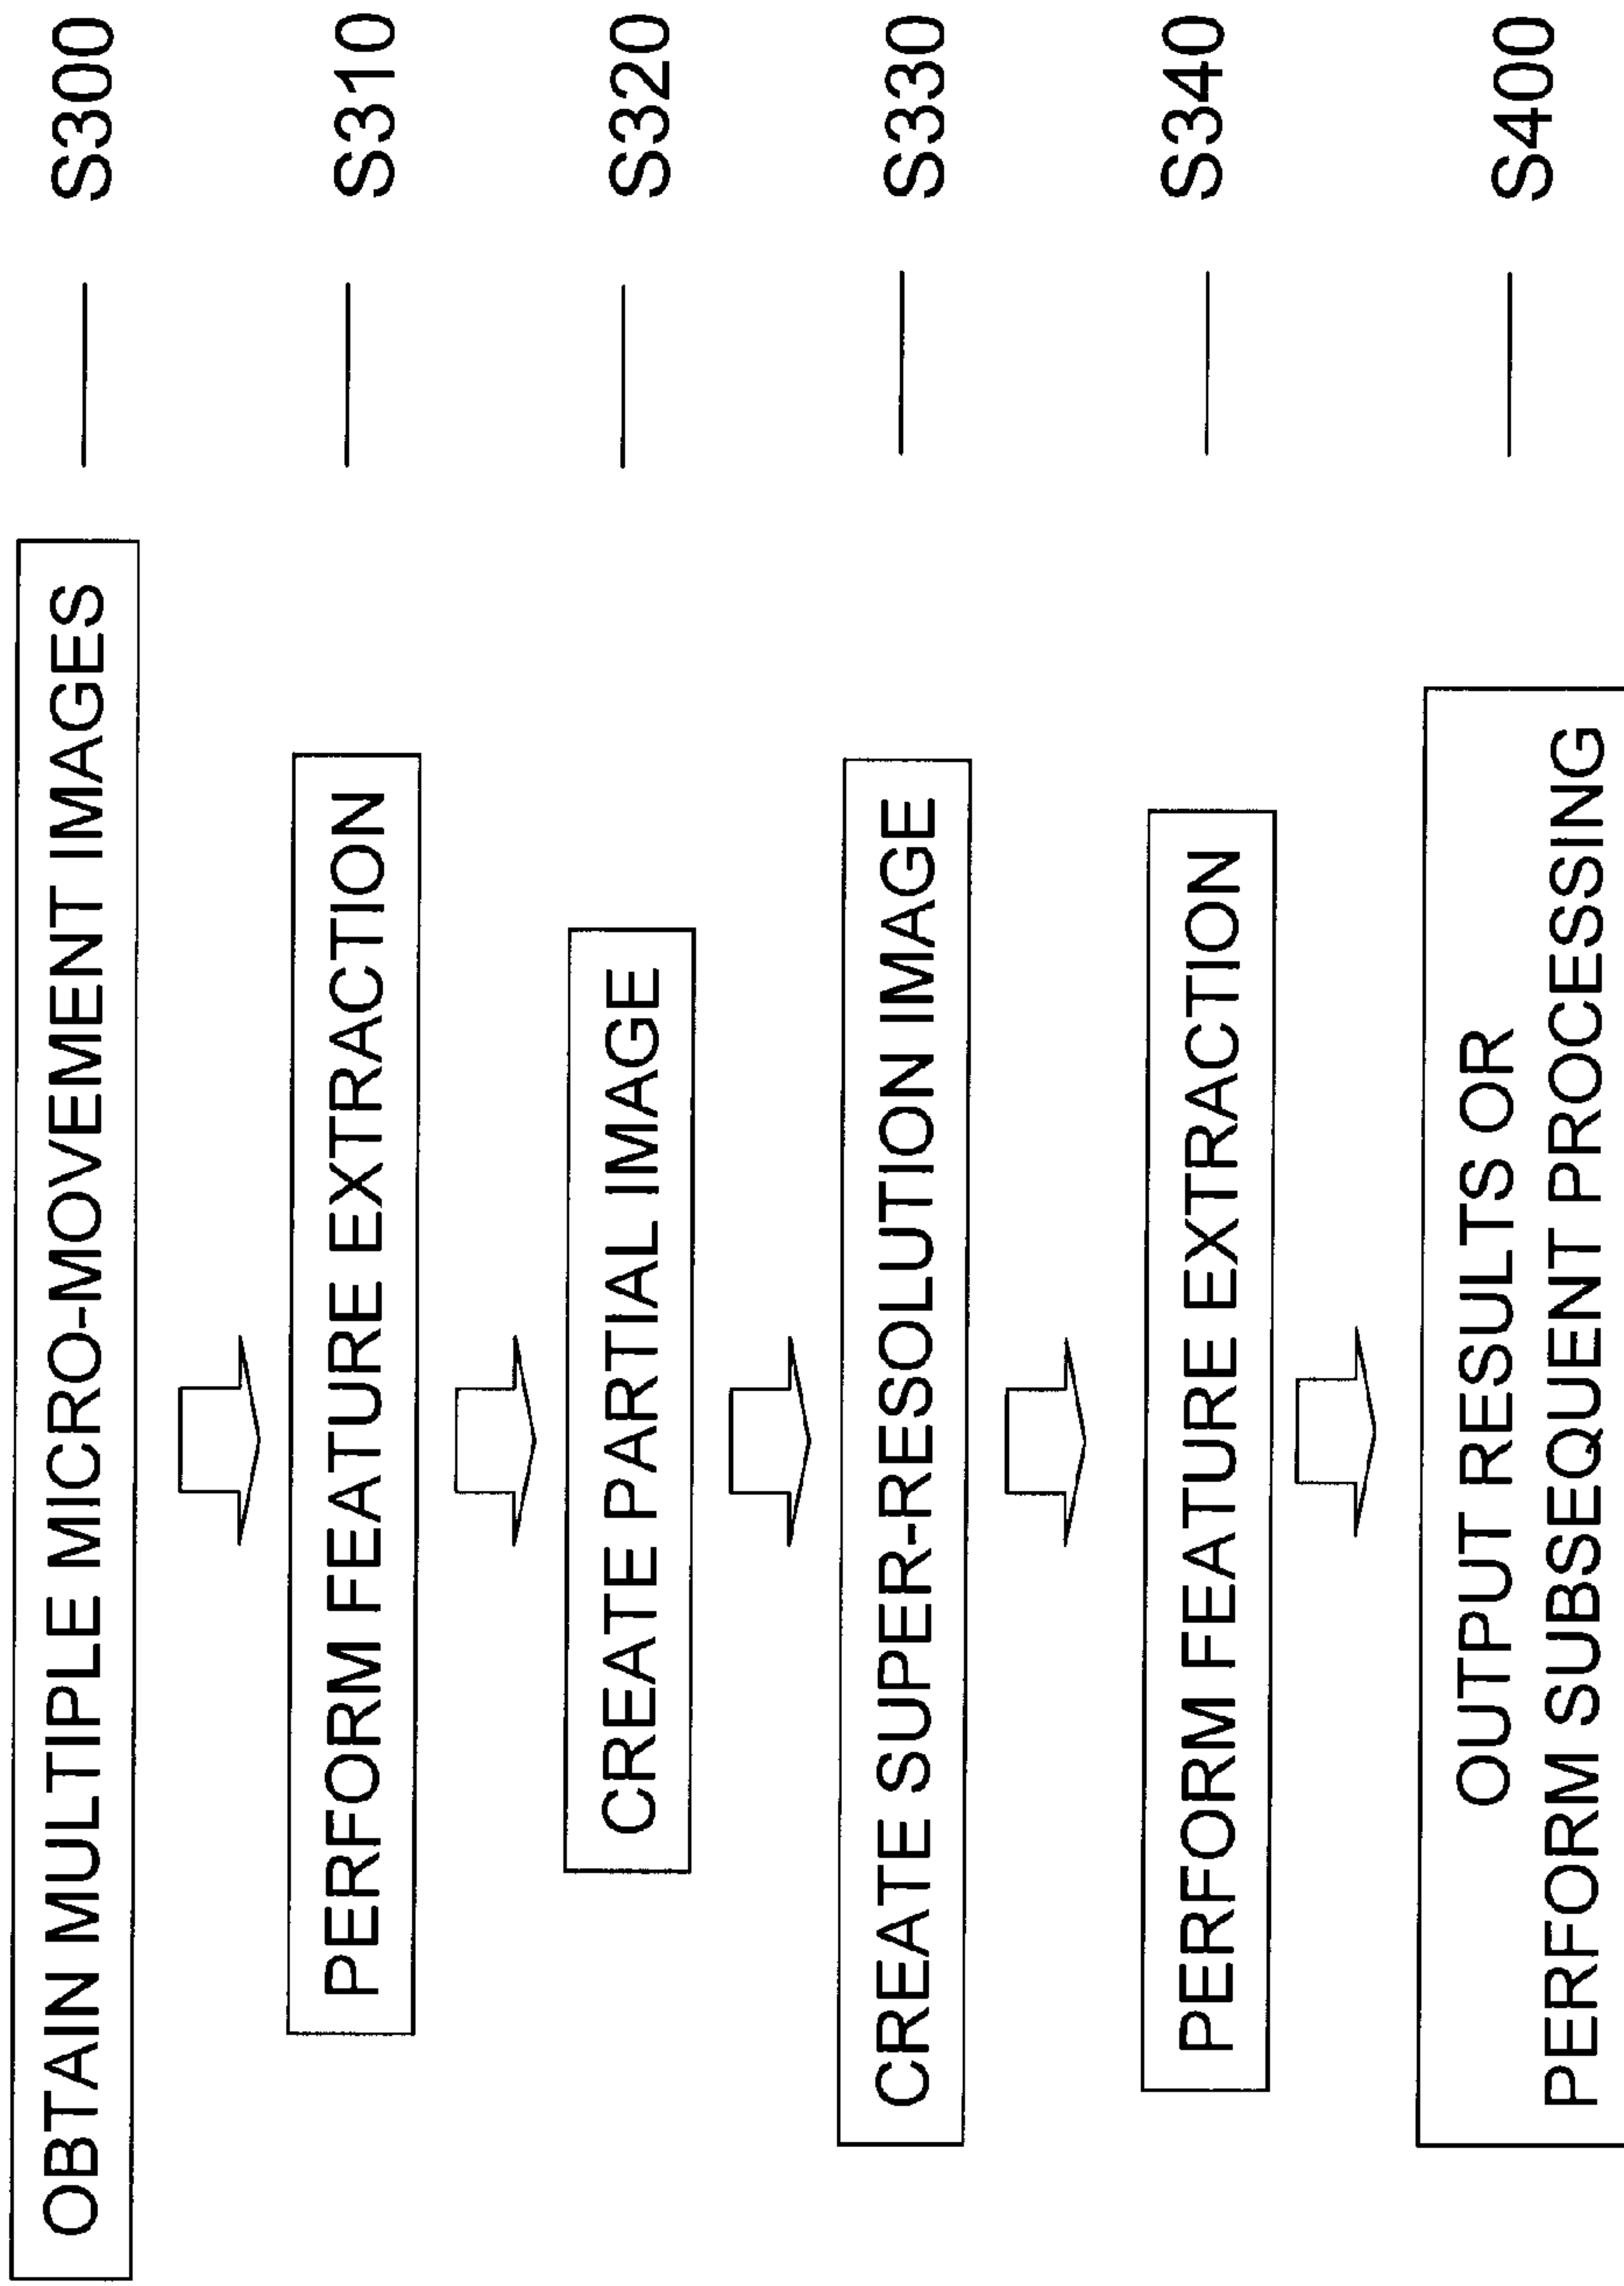 OBTAIN MULTIPLE MICRO-MOVEMENT IMAGES
S300
PERFORM FEATURE EXTRACTION
S310
CREATE PARTIAL IMAGE
S320
CREATE SUPER-RESOLUTION IMAGE
S330
PERFORM FEATURE EXTRACTION
S340
OUTPUT RESULTS OR
PERFORM SUBSEQUENT PROCESSING
S400